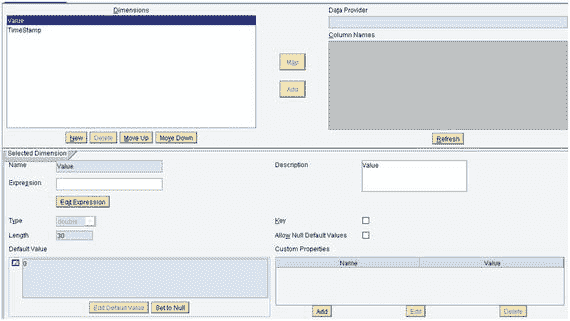 Dimensions
Value
TimeStamp
New Delete Move Up Move Down
Map
Add
Data Provider
Column Names
Refresh
Selected Dimension
Name Value
Expression
Edit Expression
Type double
Length 30
Default Value
0
Edit Default Value Set to Null
Description Value
Key
Allow Null Default Values
Custom Properties
Name Value
Add Edit Delete